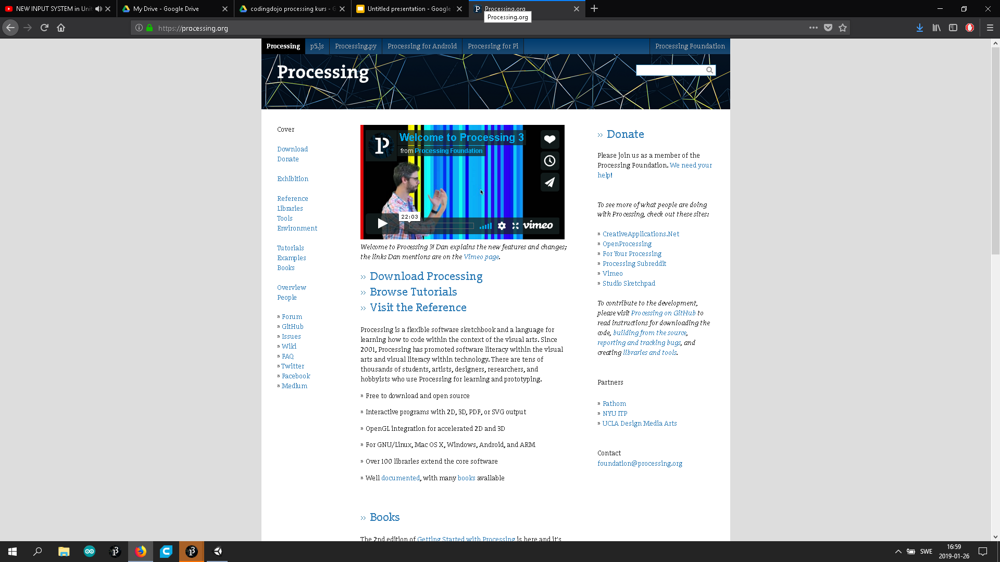 NEW INPUT SYSTEM in Unit
My Drive - Google Drive
codingdojo processing kurs - G
Untitled presentation - Google
Processing.org
Processing.org
https://processing.org
Processing
p5.js
Processing.py
Processing for Android
Processing for Pi
Processing Foundation
Processing
Cover
Download
Donate
Exhibition
Reference
Libraries
Tools
Environment
Tutorials
Examples
Books
Overview
People
» Forum
» GitHub
» Issues
» Wiki
» FAQ
» Twitter
» Facebook
» Medium
Welcome to Processing 3
from Processing Foundation
22:03
vimeo
Welcome to Processing 3! Dan explains the new features and changes;
the links Dan mentions are on the Vimeo page.
» Download Processing
» Browse Tutorials
» Visit the Reference
Processing is a flexible software sketchbook and a language for
learning how to code within the context of the visual arts. Since
2001, Processing has promoted software literacy within the visual
arts and visual literacy within technology. There are tens of
thousands of students, artists, designers, researchers, and
hobbyists who use Processing for learning and prototyping.
» Free to download and open source
» Interactive programs with 2D, 3D, PDF, or SVG output
» OpenGL integration for accelerated 2D and 3D
» For GNU/Linux, Mac OS X, Windows, Android, and ARM
» Over 100 libraries extend the core software
» Well documented, with many books available
» Books
The 2nd edition of Getting Started with Processing is here and it's
» Donate
Please join us as a member of the
Processing Foundation. We need your
help!
To see more of what people are doing
with Processing, check out these sites:
» CreativeApplications.Net
» OpenProcessing
» For Your Processing
» Processing Subreddit
» Vimeo
» Studio Sketchpad
To contribute to the development,
please visit Processing on GitHub to
read instructions for downloading the
code, building from the source,
reporting and tracking bugs, and
creating libraries and tools.
Partners
» Fathom
» NYU ITP
» UCLA Design Media Arts
Contact
foundation@processing.org
SWE
16:59
2019-01-26